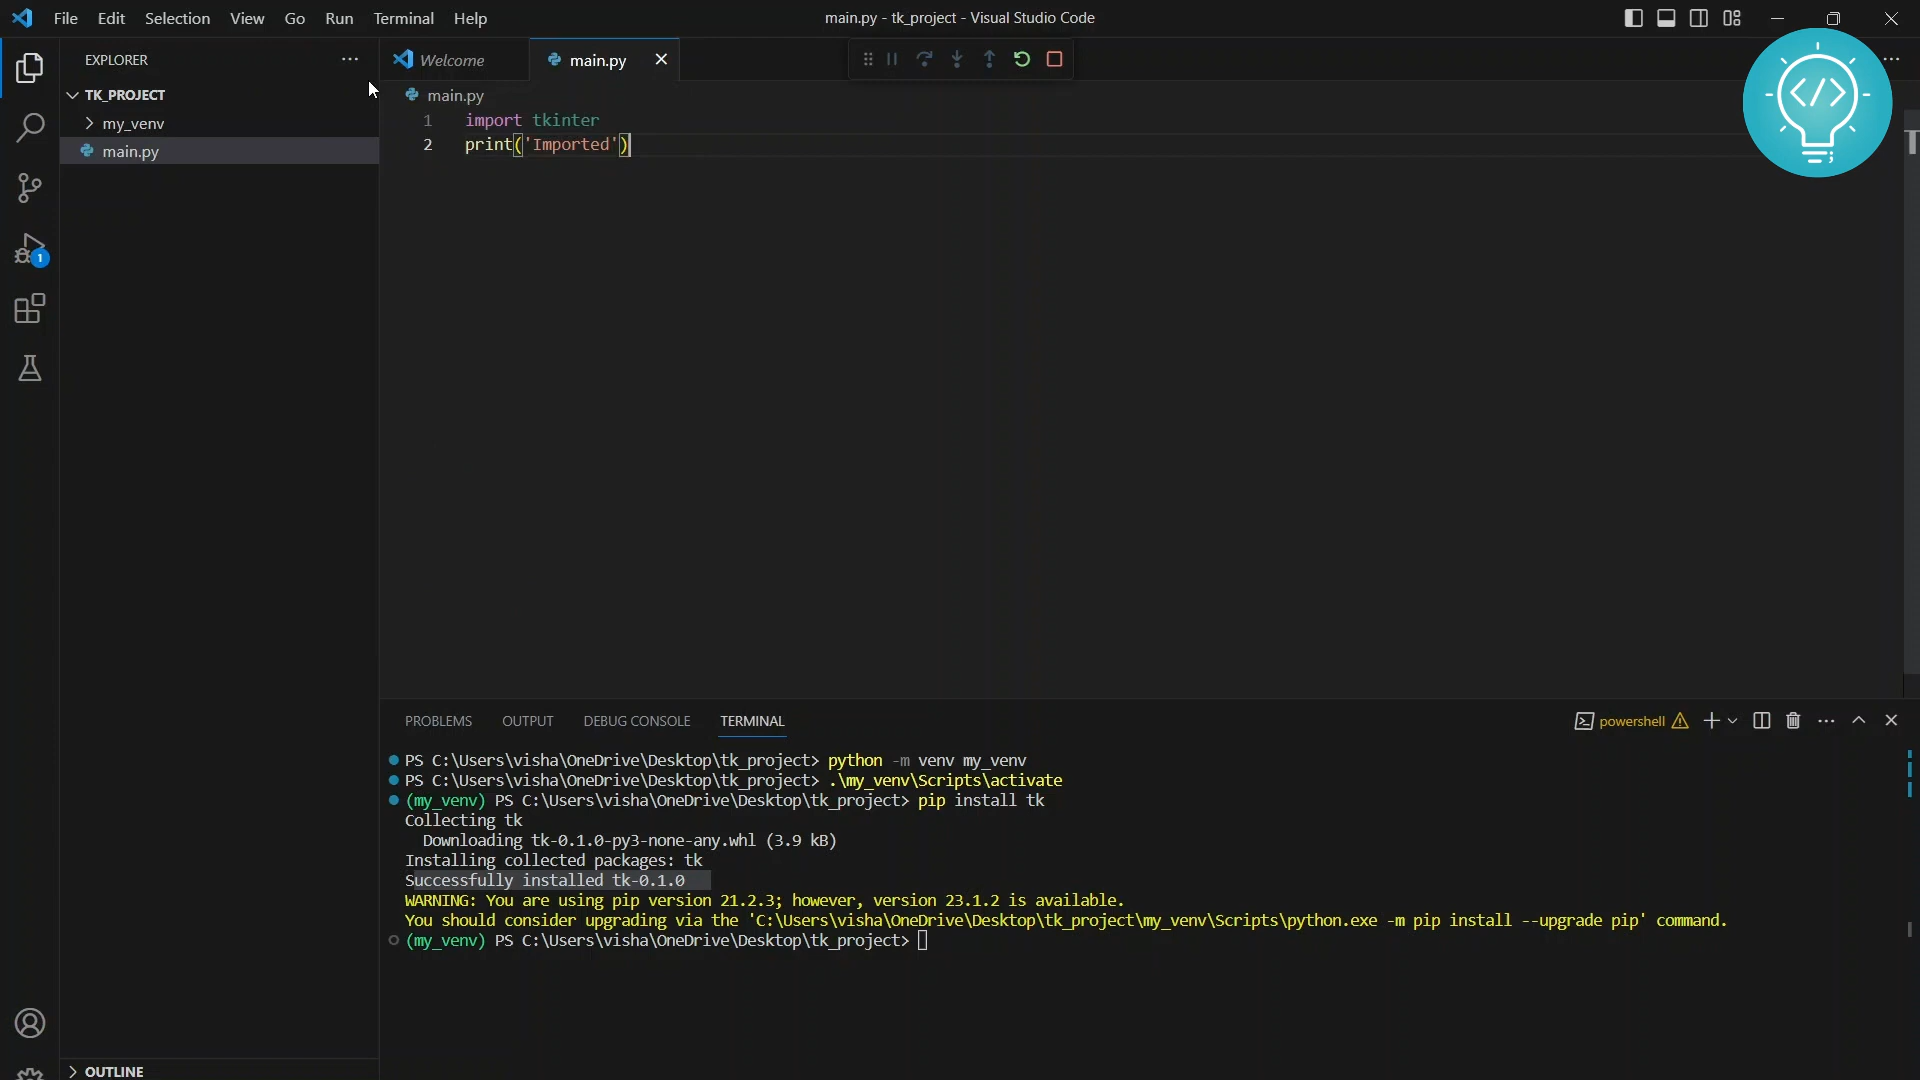 File Edit Selection View Go Run Terminal Help
main.py - tk_project - Visual Studio Code
EXPLORER
Welcome
main.py
TK_PROJECT
my_venv
main.py
1
main.py
1 import tkinter
2 print('Imported')
</>
;
PROBLEMS OUTPUT DEBUG CONSOLE TERMINAL
powershell
PS C:\Users\visha\OneDrive\Desktop\tk_project> python -m venv my_venv
PS C:\Users\visha\OneDrive\Desktop\tk_project> .\my_venv\Scripts\activate
(my_venv) PS C:\Users\visha\OneDrive\Desktop\tk_project> pip install tk
Collecting tk
  Downloading tk-0.1.0-py3-none-any.whl (3.9 kB)
Installing collected packages: tk
Successfully installed tk-0.1.0
WARNING: You are using pip version 21.2.3; however, version 23.1.2 is available.
You should consider upgrading via the 'C:\Users\visha\OneDrive\Desktop\tk_project\my_venv\Scripts\python.exe -m pip install --upgrade pip' command.
(my_venv) PS C:\Users\visha\OneDrive\Desktop\tk_project>
OUTLINE